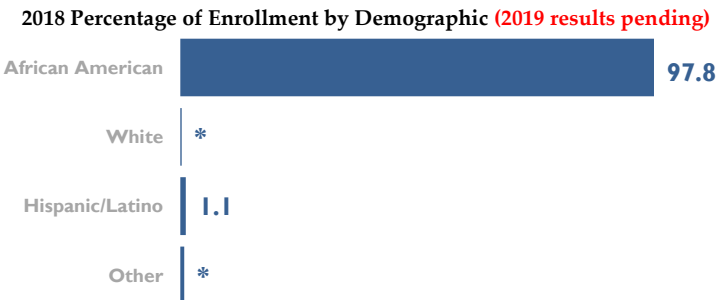 2018 Percentage of Enrollment by Demographic (2019 results pending)
African American 97.8
White *
Hispanic/Latino 1.1
Other *